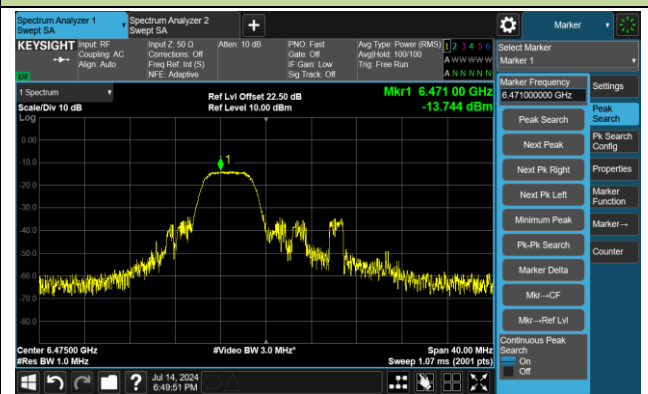 Spectrum Analyzer 1
Swept SA
Spectrum Analyzer 2
Swept SA
+
Marker
KEYSIGHT
Input: RF
Coupling: AC
Align: Auto
Input Z: 50 Ω
Corrections: Off
Freq Ref: Int (S)
NFE: Adaptive
Atten: 10 dB
PNO: Fast
Gate: Off
IF Gain: Low
Sig Track: Off
Avg Type: Power (RMS)
Avg|Hold: 100/100
Trig: Free Run
1 2 3 4 5 6
A W W W W W
A N N N N N
Select Marker
Marker 1
LXI
1 Spectrum
Scale/Div 10 dB
Log
Ref Lvl Offset 22.50 dB
Ref Level 10.00 dBm
Mkr1 6.471 00 GHz
-13.744 dBm
0.00
-10.0
-20.0
-30.0
-40.0
-50.0
-60.0
-70.0
-80.0
1
Center 6.47500 GHz
#Res BW 1.0 MHz
#Video BW 3.0 MHz*
Span 40.00 MHz
Sweep 1.07 ms (2001 pts)
Marker Frequency
6.471000000 GHz
Peak Search
Next Peak
Next Pk Right
Next Pk Left
Minimum Peak
Pk-Pk Search
Marker Delta
Mkr→CF
Mkr→Ref Lvl
Continuous Peak
Search
On
Off
Settings
Peak
Search
Pk Search
Config
Properties
Marker
Function
Marker→
Counter
?
Jul 14, 2024
6:49:51 PM